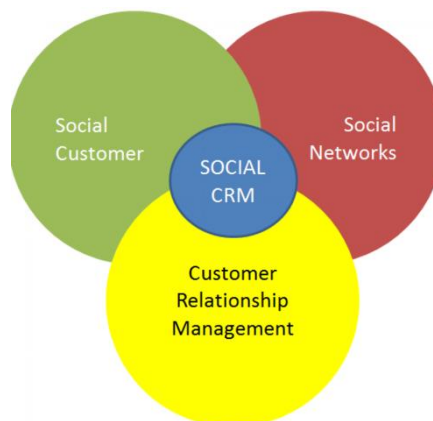 Social
Customer
Social
Networks
SOCIAL
CRM
Customer
Relationship
Management